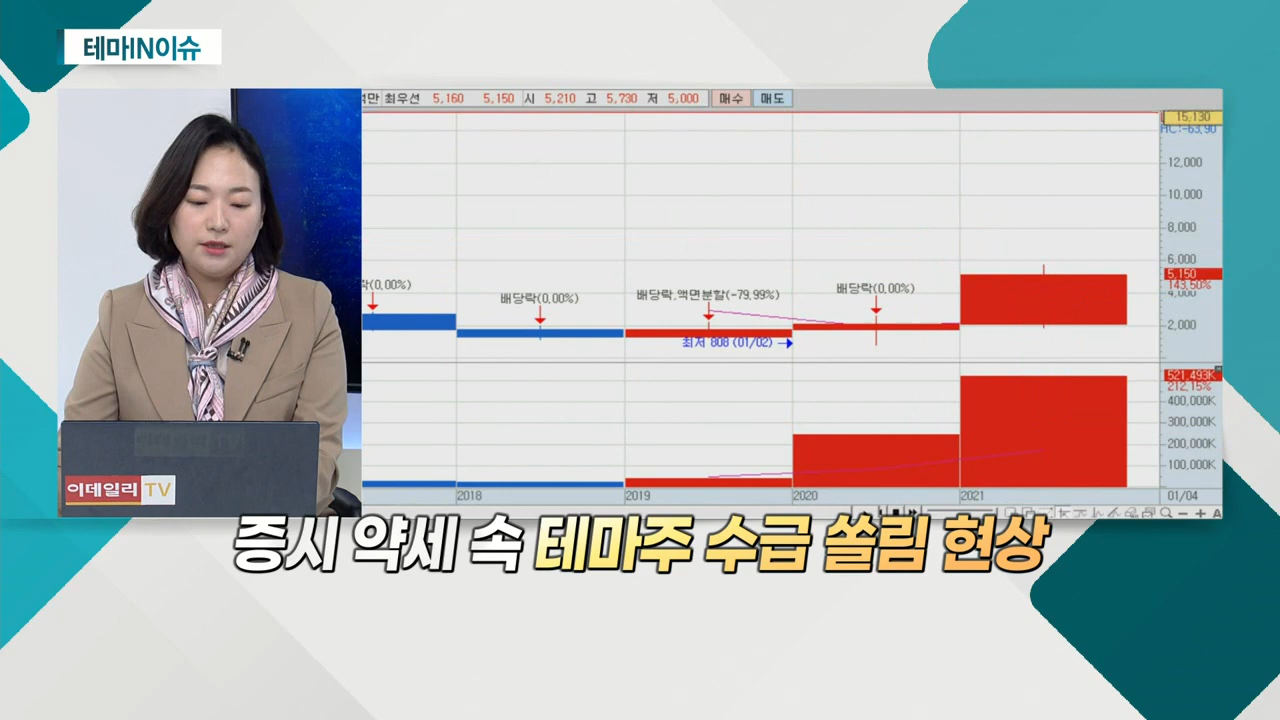 테마IN이슈
최우선 5,160 5,150 시 5,210 고 5,730 저 5,000 매수 매도
15,130
HC:-63,90
12,000
10,000
8,000
6,000
5,150
143,50%
4,000
2,000
(0,00%)
배당락(0,00%)
배당락,액면분할(-79,99%)
배당락(0,00%)
최저 808 (01/02)
521,493K
212,15%
400,000K
300,000K
200,000K
100,000K
2018 2019 2020 2021 01/04
이데일리 TV
증시 약세 속 테마주 수급 쏠림 현상